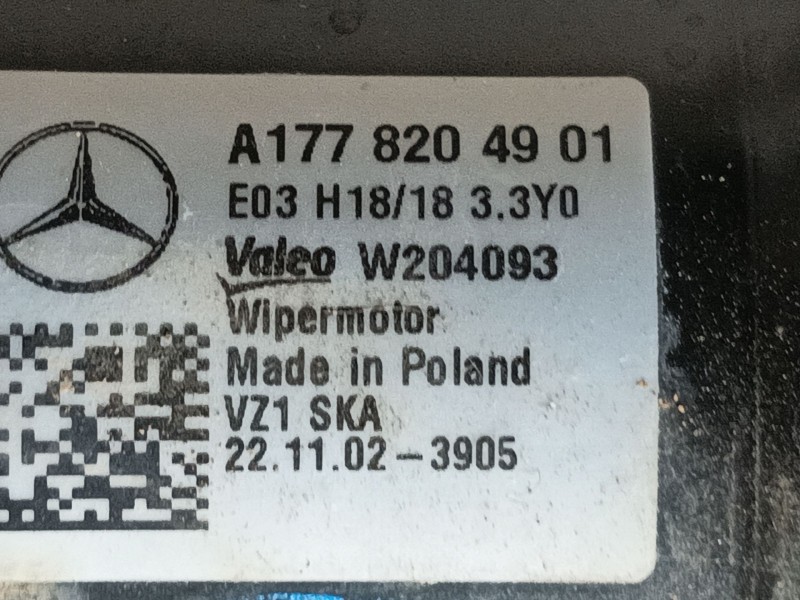 A177 820 49 01
E03 H18/18 3.3Y0
Valeo W204093
Wipermotor
Made in Poland
VZ1 SKA
22.11.02-3905